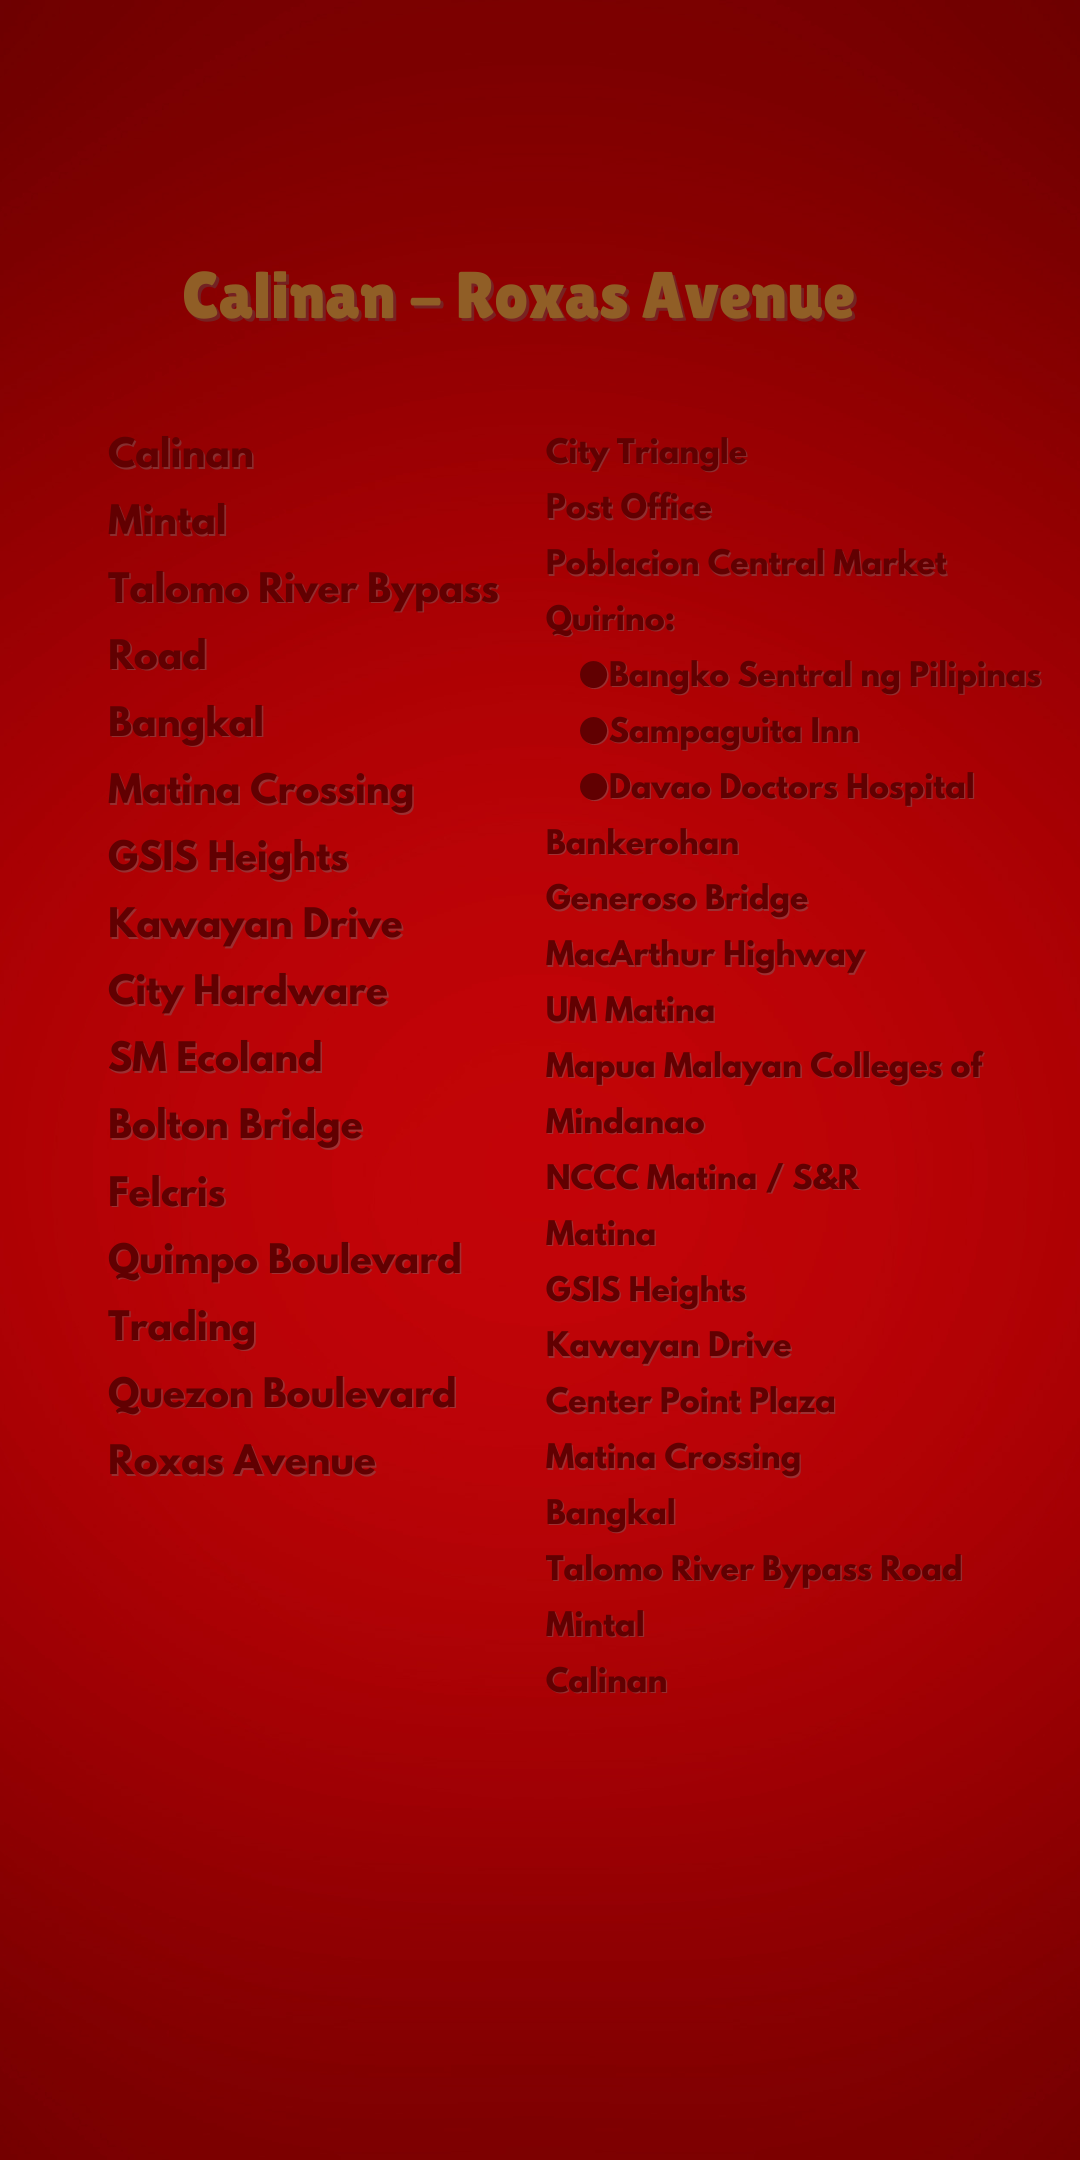 Calinan – Roxas Avenue
Calinan
Mintal
Talomo River Bypass
Road
Bangkal
Matina Crossing
GSIS Heights
Kawayan Drive
City Hardware
SM Ecoland
Bolton Bridge
Felcris
Quimpo Boulevard
Trading
Quezon Boulevard
Roxas Avenue
City Triangle
Post Office
Poblacion Central Market
Quirino:
●Bangko Sentral ng Pilipinas
●Sampaguita Inn
●Davao Doctors Hospital
Bankerohan
Generoso Bridge
MacArthur Highway
UM Matina
Mapua Malayan Colleges of
Mindanao
NCCC Matina / S&R
Matina
GSIS Heights
Kawayan Drive
Center Point Plaza
Matina Crossing
Bangkal
Talomo River Bypass Road
Mintal
Calinan